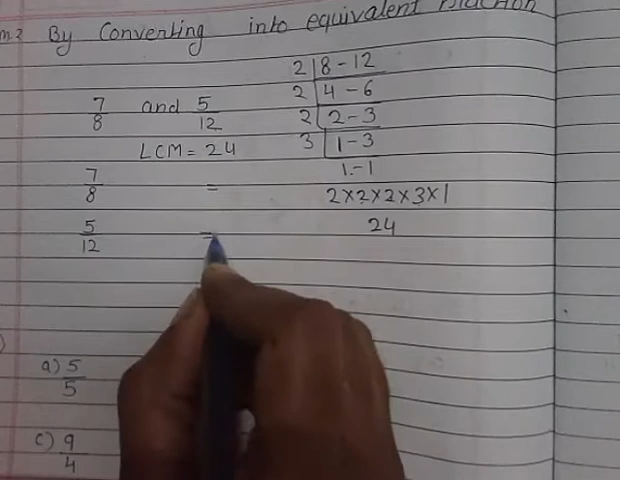 m.2 By Converting into equivalent
2 | 8 - 12
2 | 4 - 6
7/8 and 5/12
2 | 2 - 3
LCM = 24
3 | 1 - 3
1 - 1
7/8 =
2×2×2×3×1
5/12 =
24
a) 5/5
c) 9/4